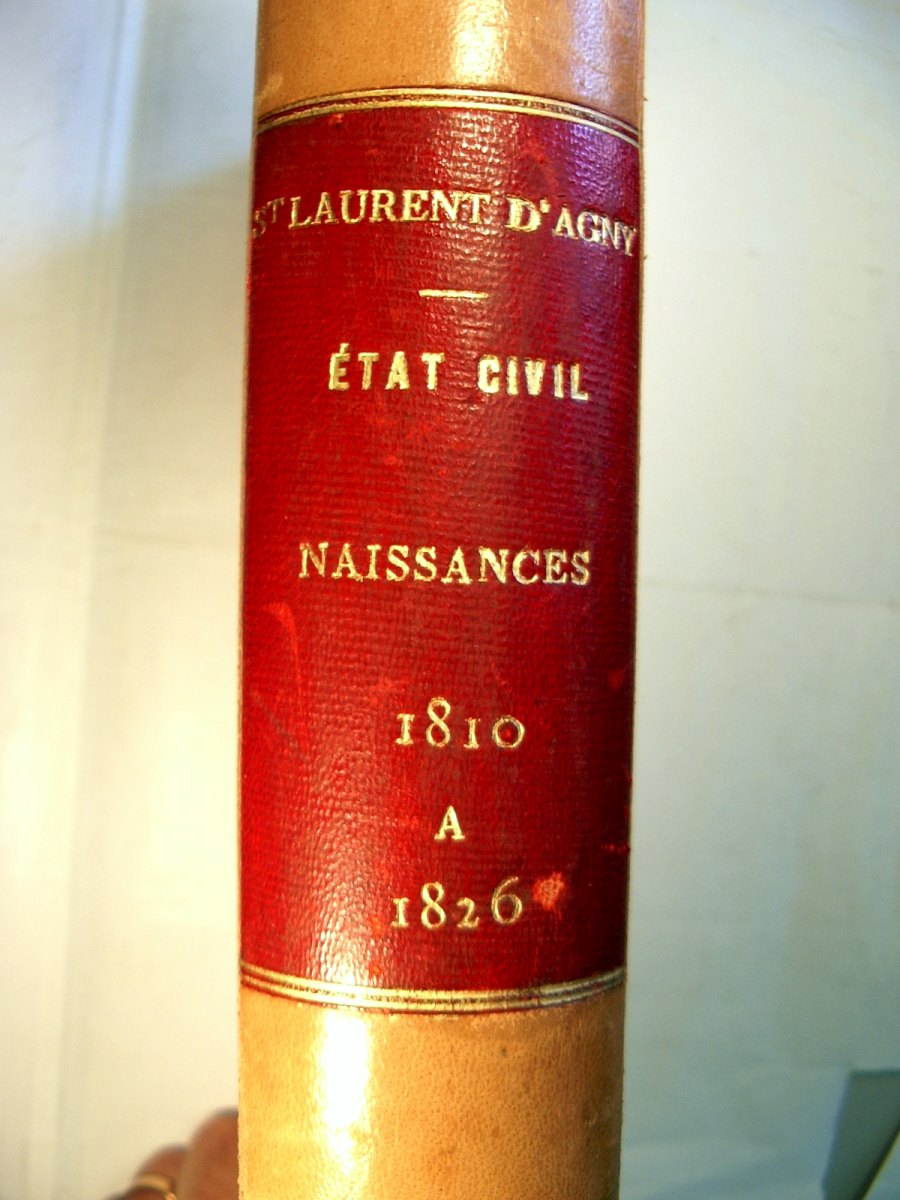 ST LAURENT D'AGNY
ÉTAT CIVIL
NAISSANCES
1810
A
1826